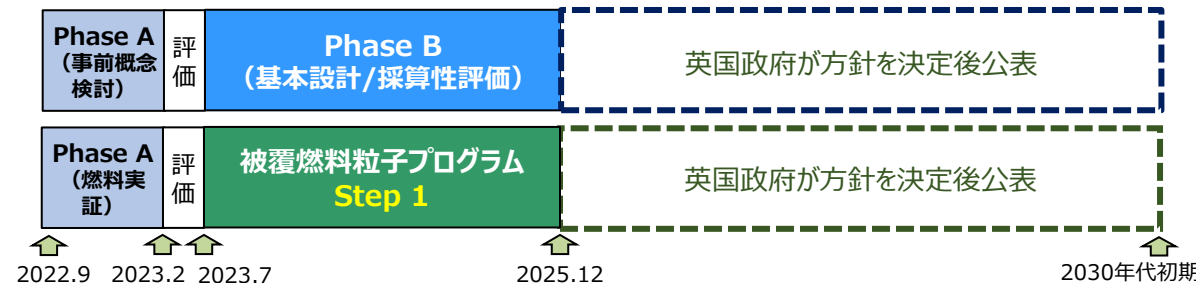 Phase A
（事前概念
検討）
評
価
Phase B
（基本設計/採算性評価）
英国政府が方針を決定後公表
Phase A
（燃料実
証）
評
価
被覆燃料粒子プログラム
Step 1
英国政府が方針を決定後公表
2022.9
2023.2
2023.7
2025.12
2030年代初期